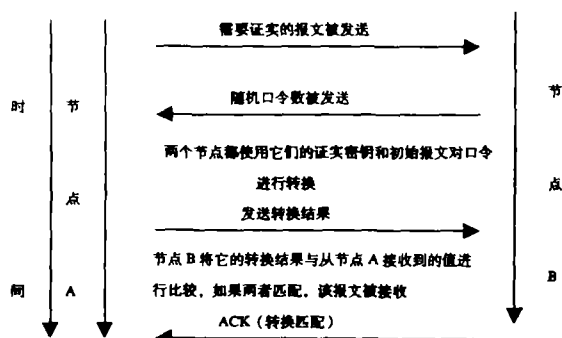 需要证实的报文被发送
随机口令数被发送
两个节点都使用它们的证实密钥和初始报文对口令
进行转换
发送转换结果
节点 B 将它的转换结果与从节点 A 接收到的值进
行比较，如果两者匹配。该报文被接收
ACK（转换匹配）
时间
节点 A
节点 B